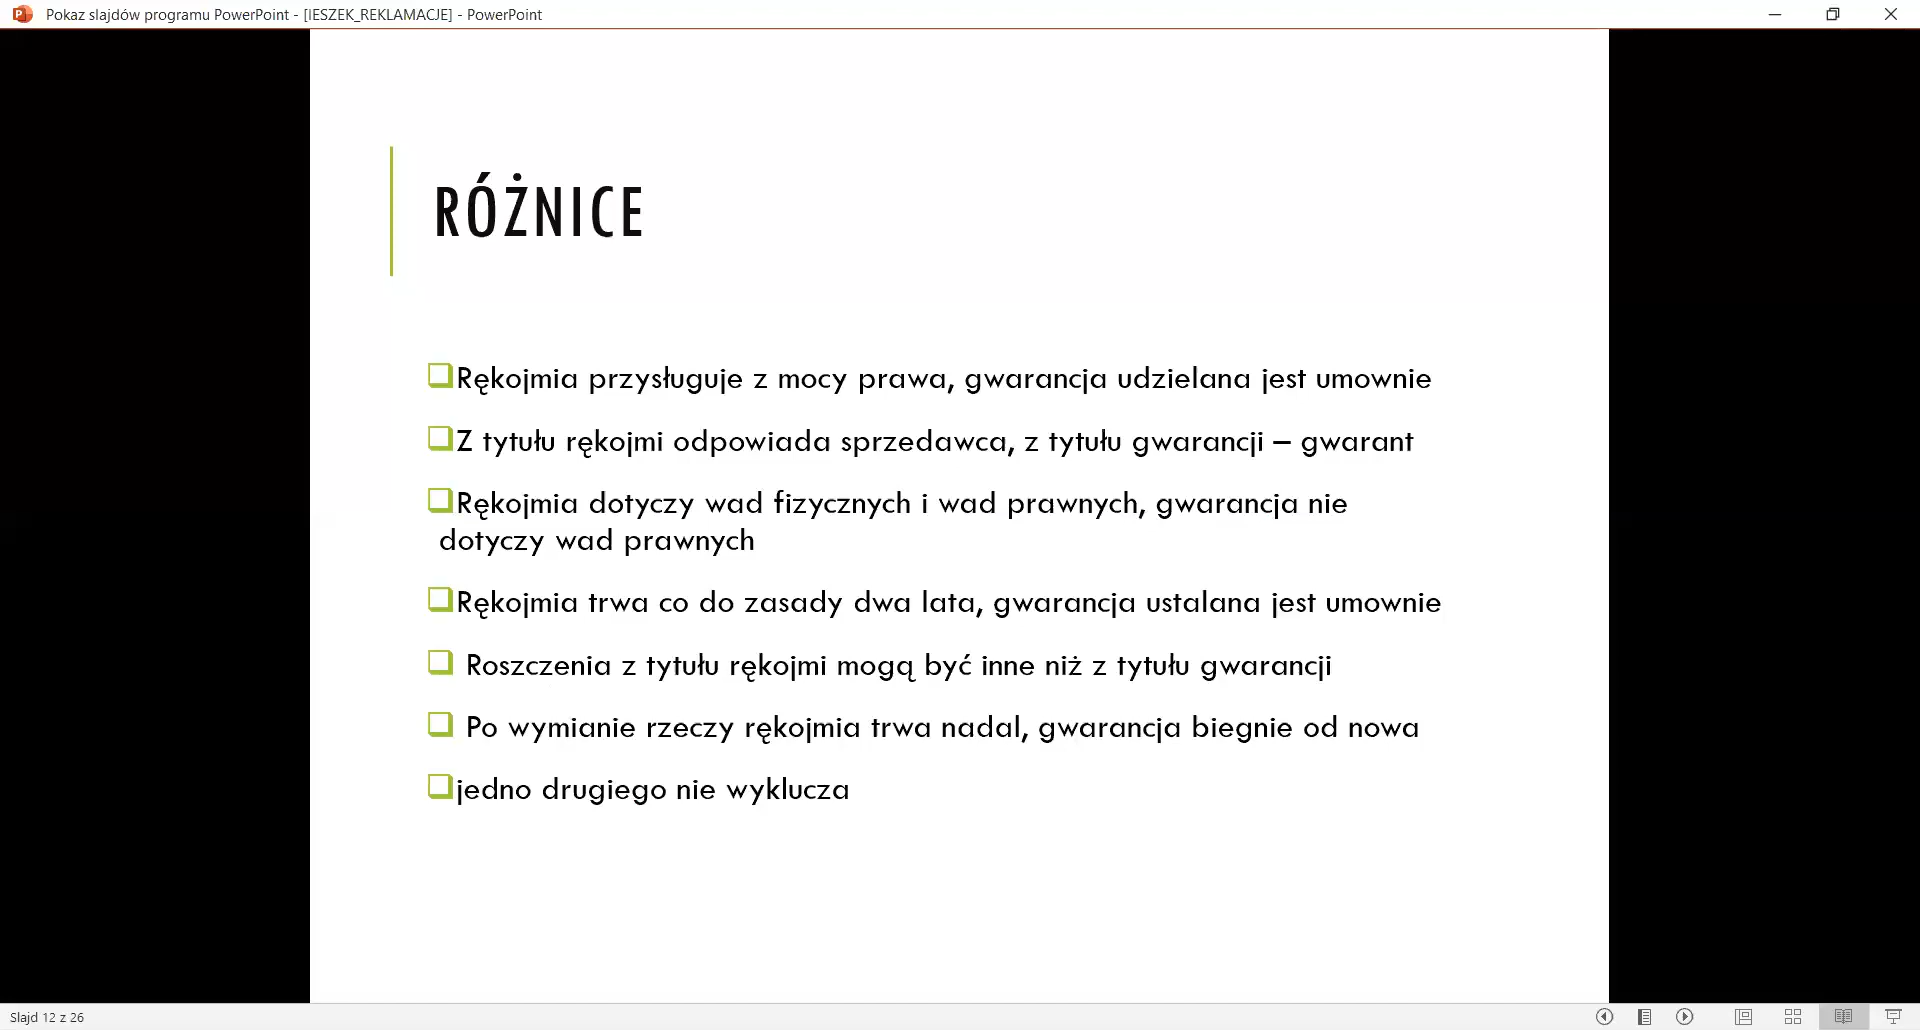 Pokaz slajdów programu PowerPoint - [IESZEK_REKLAMACJE] - PowerPoint
RÓŻNICE
Rękojmia przysługuje z mocy prawa, gwarancja udzielana jest umownie
Z tytułu rękojmi odpowiada sprzedawca, z tytułu gwarancji – gwarant
Rękojmia dotyczy wad fizycznych i wad prawnych, gwarancja nie
dotyczy wad prawnych
Rękojmia trwa co do zasady dwa lata, gwarancja ustalana jest umownie
Roszczenia z tytułu rękojmi mogą być inne niż z tytułu gwarancji
Po wymianie rzeczy rękojmia trwa nadal, gwarancja biegnie od nowa
jedno drugiego nie wyklucza
Slajd 12 z 26